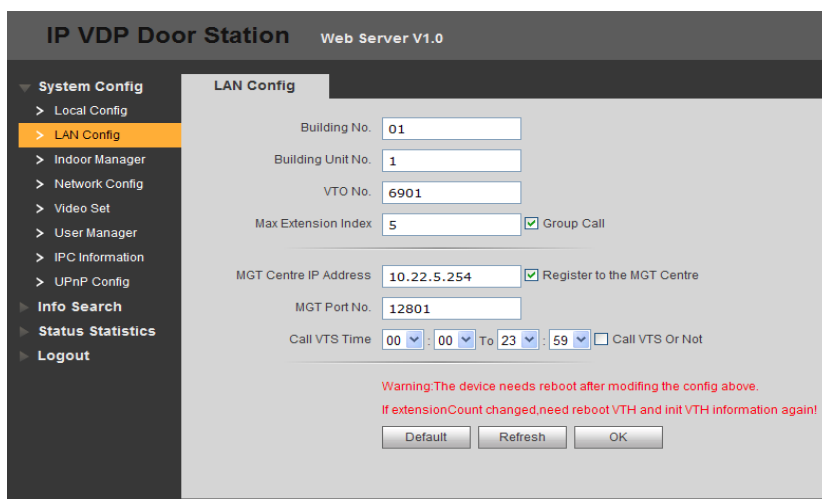 IP VDP Door Station Web Server V1.0
System Config
> Local Config
> LAN Config
> Indoor Manager
> Network Config
> Video Set
> User Manager
> IPC Information
> UPnP Config
Info Search
Status Statistics
Logout
LAN Config
Building No. 01
Building Unit No. 1
VTO No. 6901
Max Extension Index 5 Group Call
MGT Centre IP Address 10.22.5.254 Register to the MGT Centre
MGT Port No. 12801
Call VTS Time 00 : 00 To 23 : 59 Call VTS Or Not
Warning:The device needs reboot after modifing the config above.
If extensionCount changed,need reboot VTH and init VTH information again!
Default Refresh OK